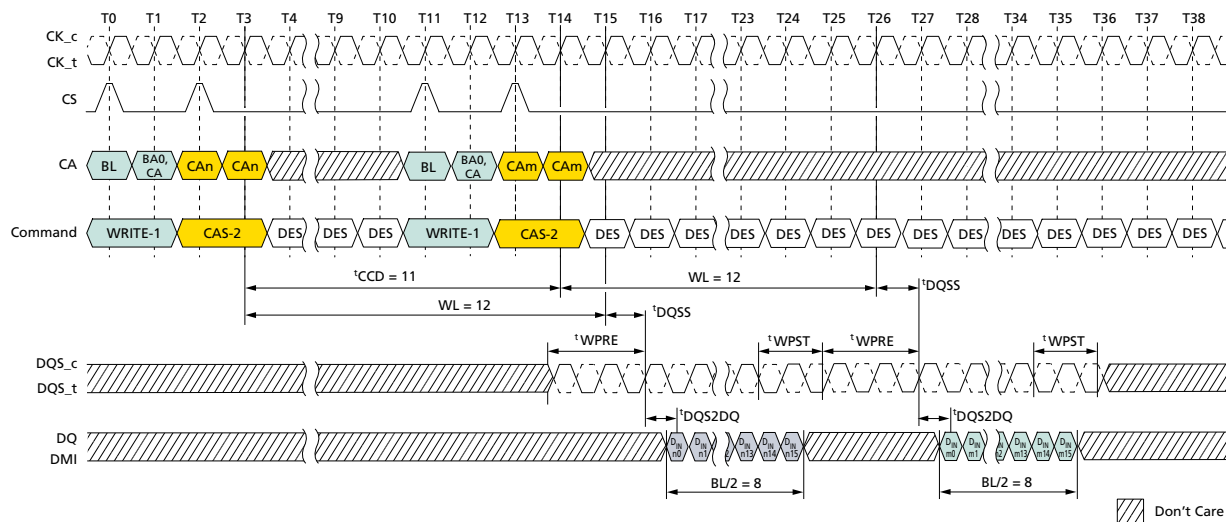 T0 T1 T2 T3 T4 T9 T10 T11 T12 T13 T14 T15 T16 T17 T23 T24 T25 T26 T27 T28 T34 T35 T36 T37 T38
CK_c
CK_t
CS
CA BL BA0, CA CAn CAn BL BA0, CA CAm CAm
Command WRITE-1 CAS-2 DES DES DES WRITE-1 CAS-2 DES DES DES DES DES DES DES DES DES DES DES DES DES DES
tCCD = 11 WL = 12 tDQSS
WL = 12 tDQSS
tWPRE tWPST tWPRE tWPST
DQS_c
DQS_t
tDQS2DQ tDQS2DQ
DQ
DMI
DIN n0 DIN n1 DIN n13 DIN n14 DIN n15 DIN m0 DIN m1 DIN m13 DIN m14 DIN m15
BL/2 = 8 BL/2 = 8
Don't Care